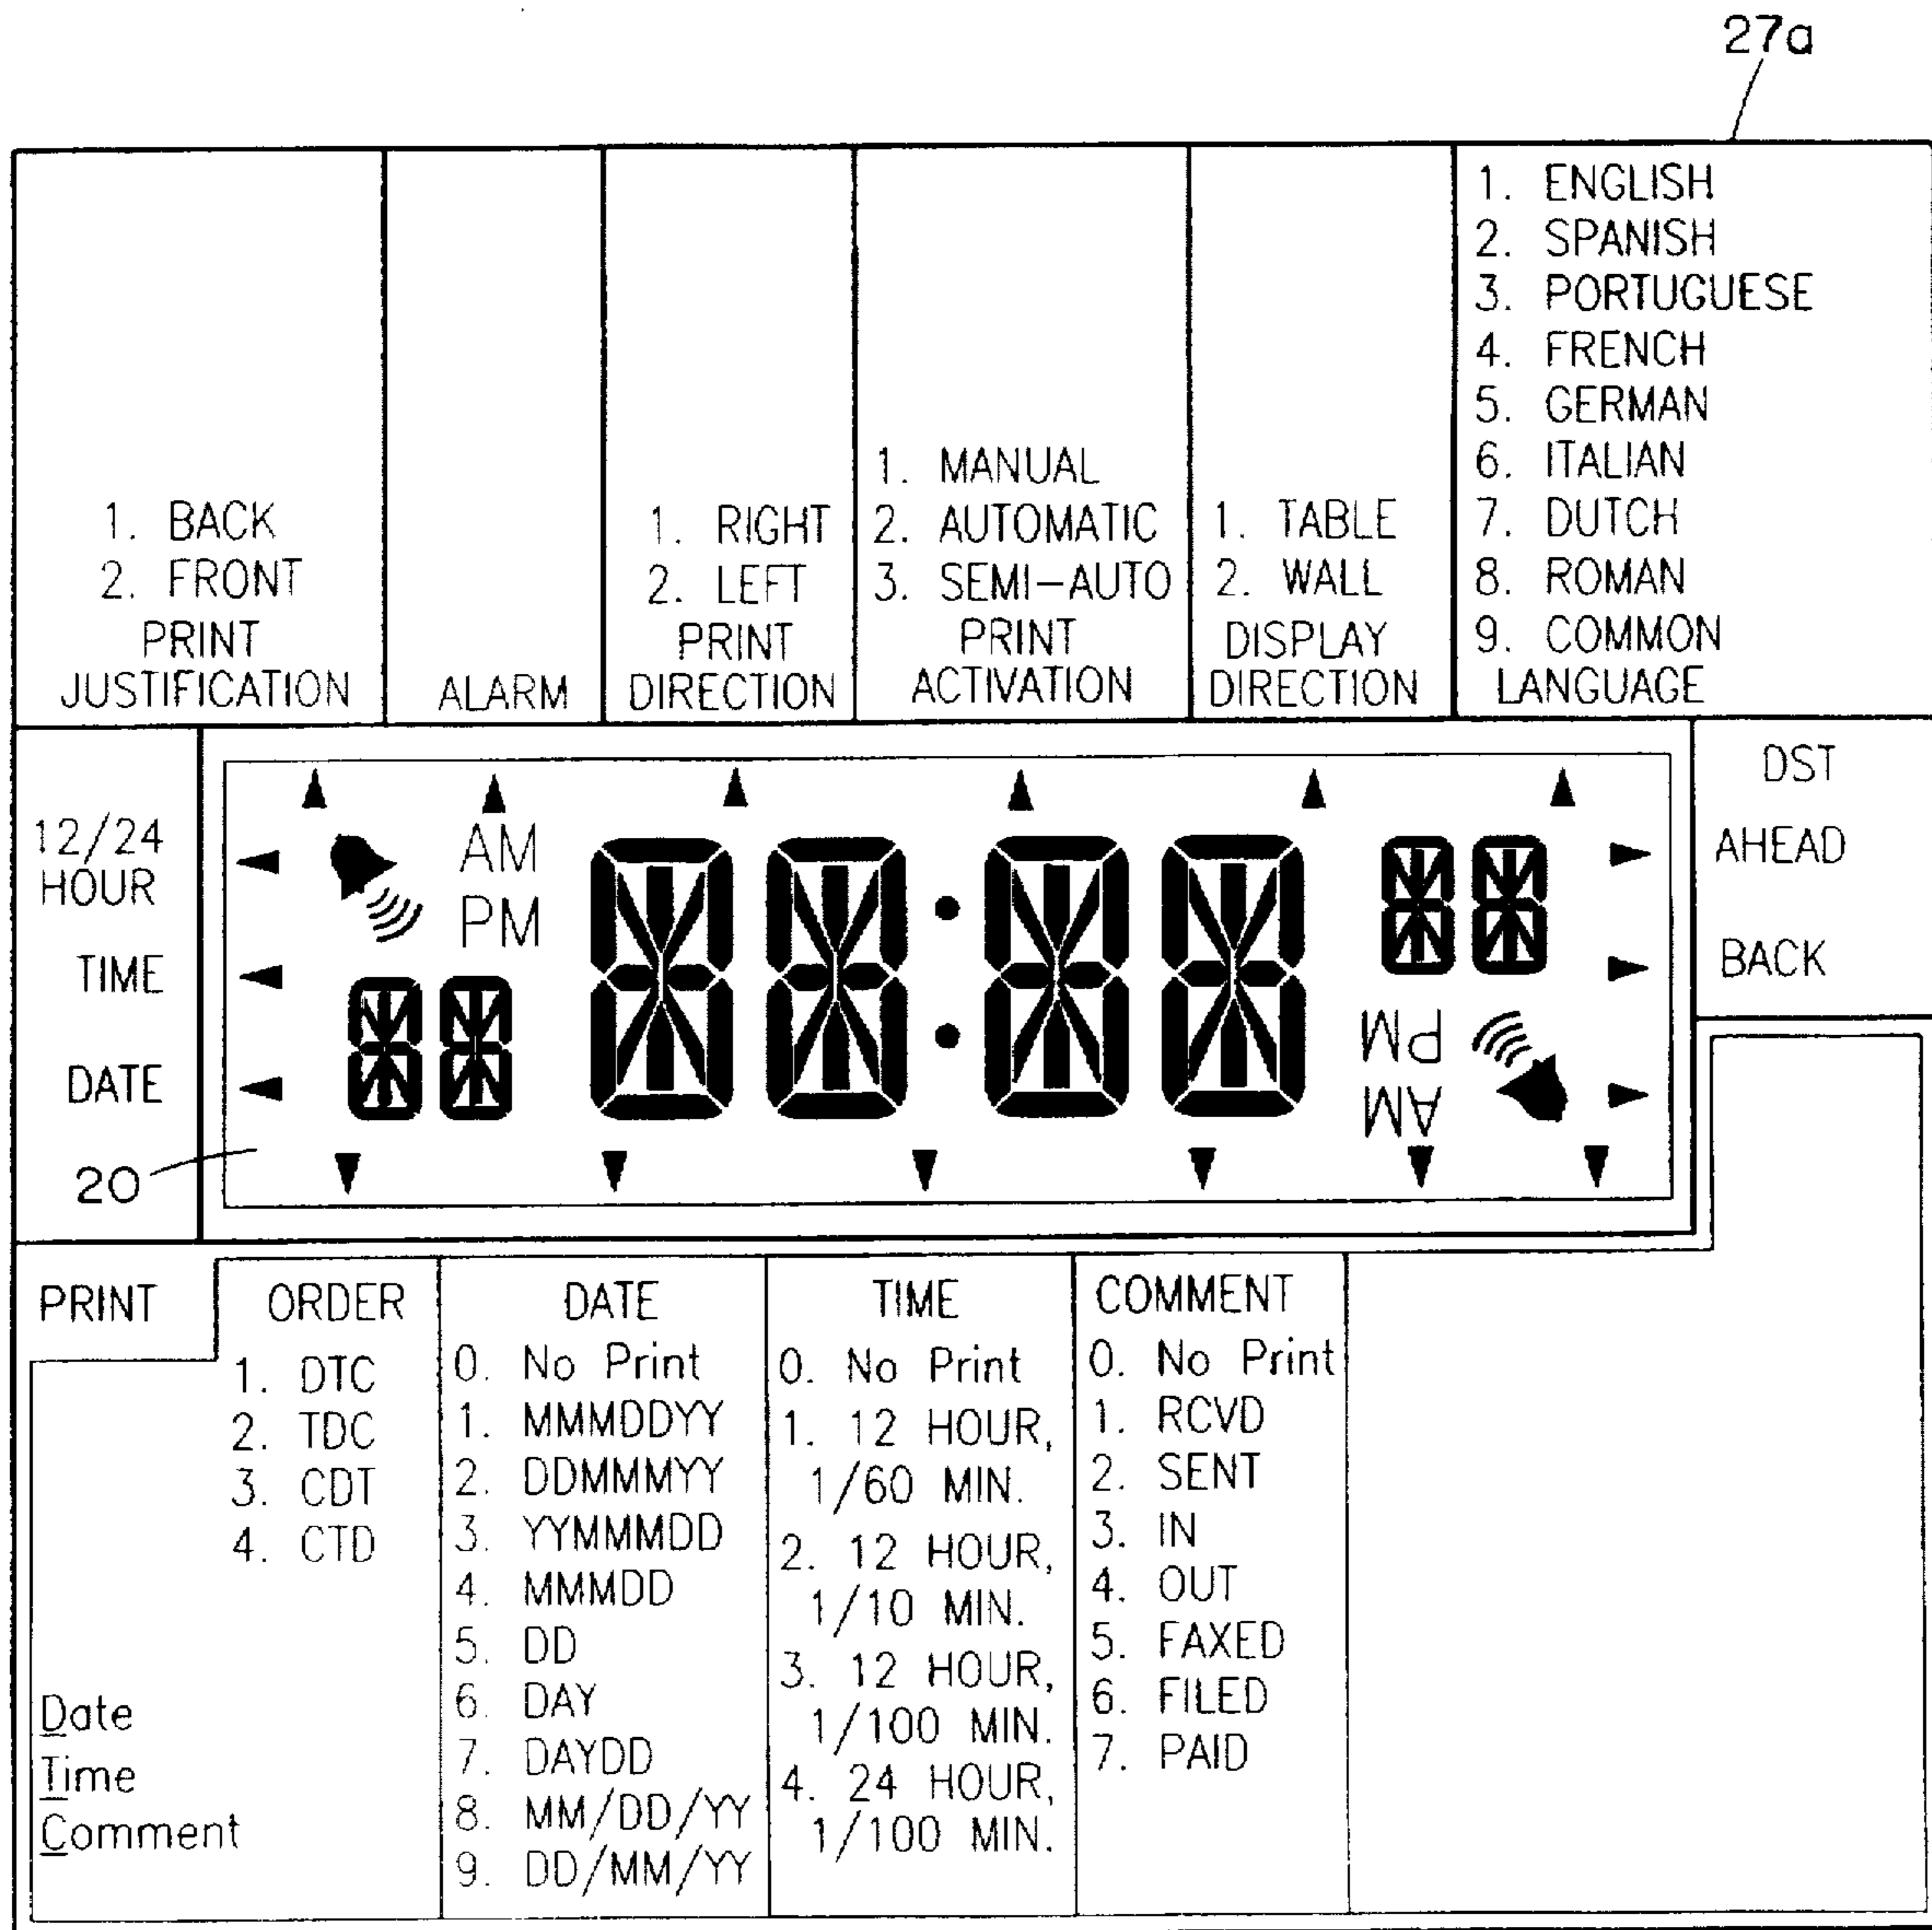 27a
1. BACK
2. FRONT
PRINT
JUSTIFICATION
ALARM
1. RIGHT
2. LEFT
PRINT
DIRECTION
1. MANUAL
2. AUTOMATIC
3. SEMI-AUTO
PRINT
ACTIVATION
1. TABLE
2. WALL
DISPLAY
DIRECTION
1. ENGLISH
2. SPANISH
3. PORTUGUESE
4. FRENCH
5. GERMAN
6. ITALIAN
7. DUTCH
8. ROMAN
9. COMMON
LANGUAGE
12/24
HOUR
TIME
DATE
20
AM
PM
PM
AM
DST
AHEAD
BACK
PRINT
Date
Time
Comment
ORDER
1. DTC
2. TDC
3. CDT
4. CTD
DATE
0. No Print
1. MMMDDYY
2. DDMMMYY
3. YYMMMDD
4. MMMDD
5. DD
6. DAY
7. DAYDD
8. MM/DD/YY
9. DD/MM/YY
TIME
0. No Print
1. 12 HOUR,
1/60 MIN.
2. 12 HOUR,
1/10 MIN.
3. 12 HOUR,
1/100 MIN.
4. 24 HOUR,
1/100 MIN.
COMMENT
0. No Print
1. RCVD
2. SENT
3. IN
4. OUT
5. FAXED
6. FILED
7. PAID